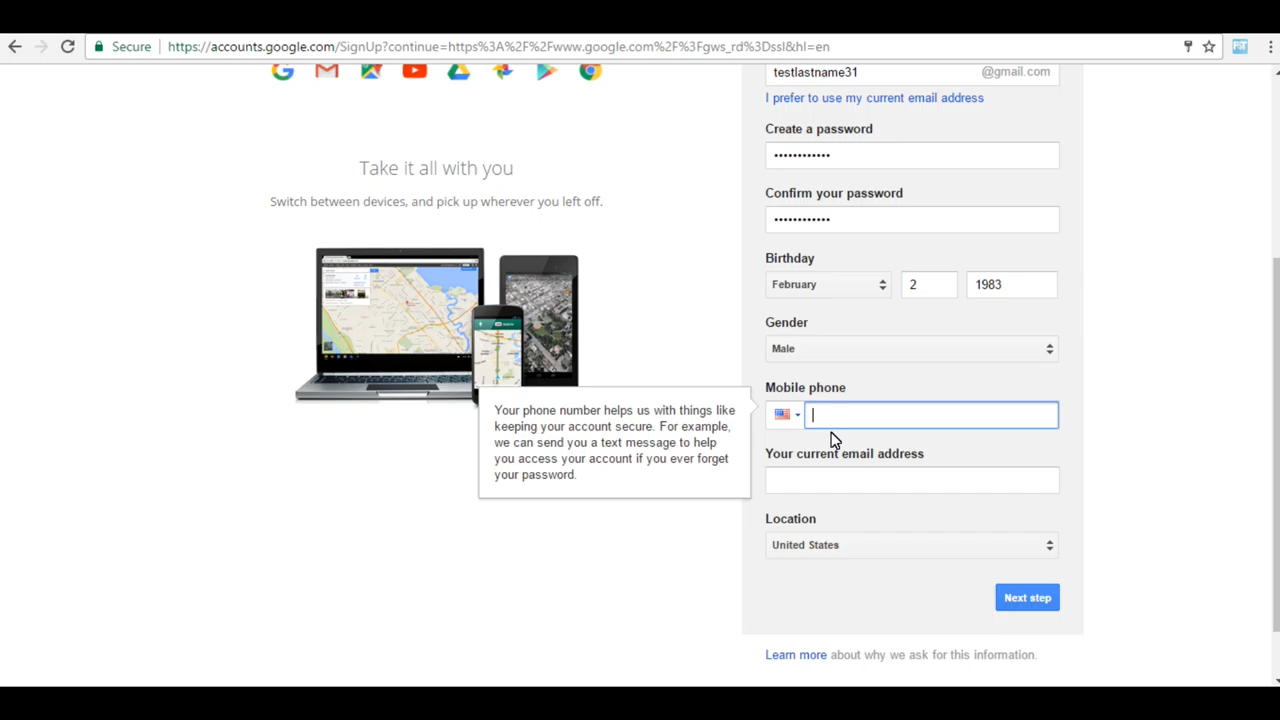 Secure https://accounts.google.com/SignUp?continue=https%3A%2F%2Fwww.google.com%2F%3Fgws_rd%3Dssl&hl=en
testlastname31 @gmail.com
I prefer to use my current email address
Create a password
••••••••••••
Confirm your password
••••••••••••
Take it all with you
Switch between devices, and pick up wherever you left off.
Birthday
February 2 1983
Gender
Male
Mobile phone
Your phone number helps us with things like
keeping your account secure. For example,
we can send you a text message to help
you access your account if you ever forget
your password.
Your current email address
Location
United States
Next step
Learn more about why we ask for this information.